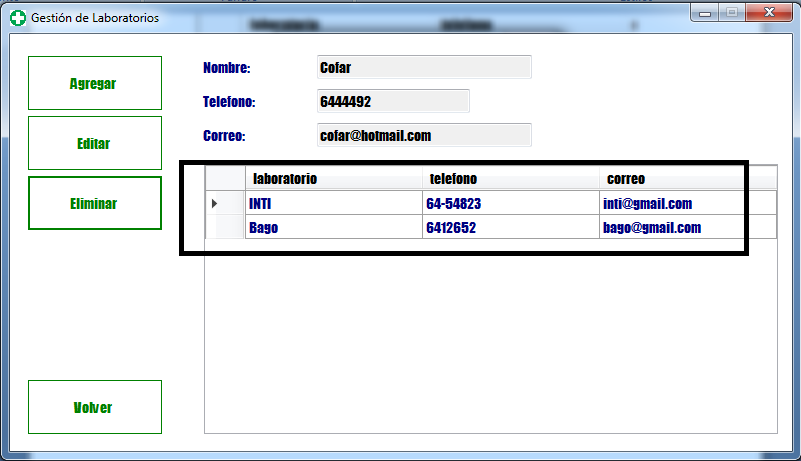 Gestión de Laboratorios
Agregar
Editar
Eliminar
Volver
Nombre: Cofar
Telefono: 6444492
Correo: cofar@hotmail.com
laboratorio telefono correo
INTI 64-54823 inti@gmail.com
Bago 6412652 bago@gmail.com